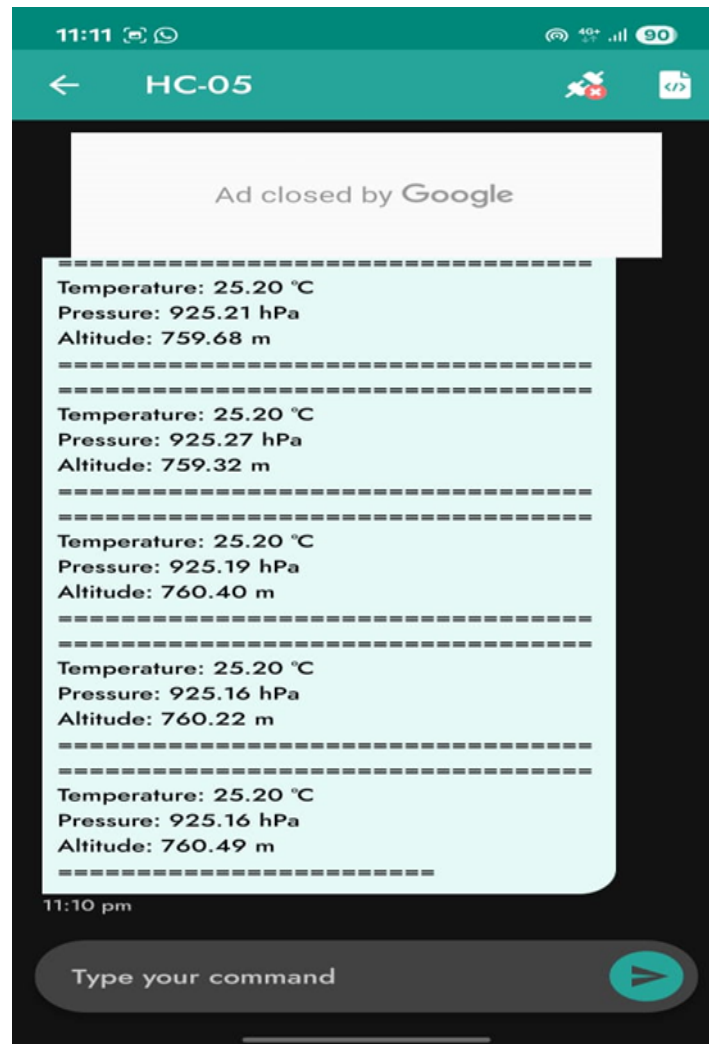 11:11 4G+ 90
HC-05
Ad closed by Google
==================================
Temperature: 25.20 °C
Pressure: 925.21 hPa
Altitude: 759.68 m
==================================
==================================
Temperature: 25.20 °C
Pressure: 925.27 hPa
Altitude: 759.32 m
==================================
==================================
Temperature: 25.20 °C
Pressure: 925.19 hPa
Altitude: 760.40 m
==================================
==================================
Temperature: 25.20 °C
Pressure: 925.16 hPa
Altitude: 760.22 m
==================================
==================================
Temperature: 25.20 °C
Pressure: 925.16 hPa
Altitude: 760.49 m
========================
11:10 pm
Type your command